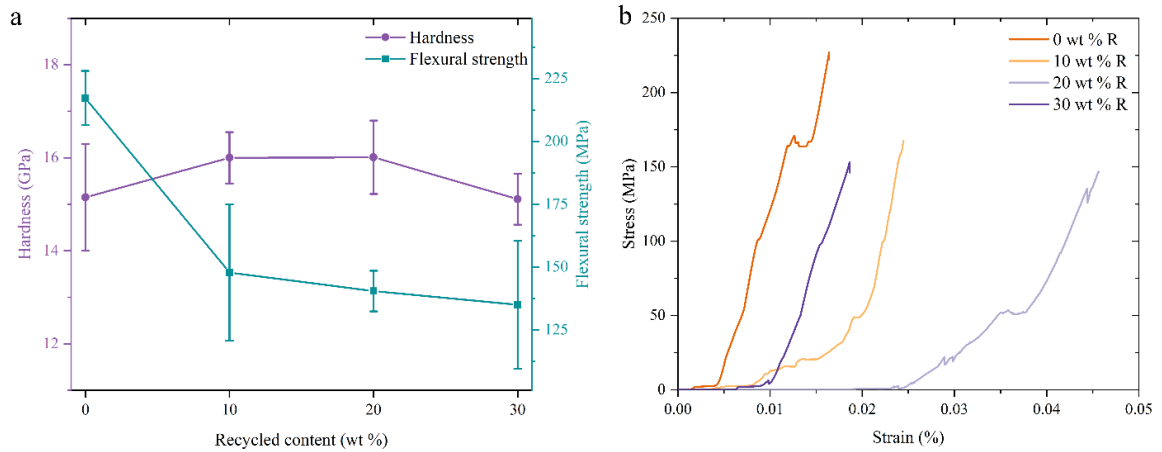 a
Hardness
Flexural strength
18
16
14
12
Hardness (GPa)
225
200
175
150
125
Flexural strength (MPa)
0 10 20 30
Recycled content (wt %)
b
0 wt % R
10 wt % R
20 wt % R
30 wt % R
250
200
150
100
50
0
Stress (MPa)
0.00 0.01 0.02 0.03 0.04 0.05
Strain (%)